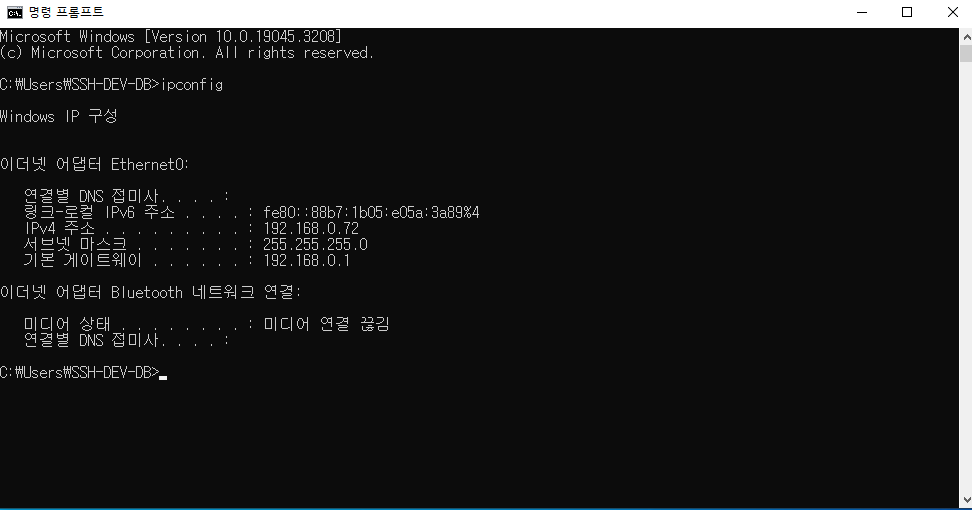 명령 프롬프트
Microsoft Windows [Version 10.0.19045.3208]
(c) Microsoft Corporation. All rights reserved.
C:₩Users₩SSH-DEV-DB>ipconfig
Windows IP 구성
이더넷 어댑터 Ethernet0:
연결별 DNS 접미사. . . . :
링크-로컬 IPv6 주소 . . . . : fe80::88b7:1b05:e05a:3a89%4
IPv4 주소 . . . . . . . . . : 192.168.0.72
서브넷 마스크 . . . . . . . : 255.255.255.0
기본 게이트웨이 . . . . . . : 192.168.0.1
이더넷 어댑터 Bluetooth 네트워크 연결:
미디어 상태 . . . . . . . . : 미디어 연결 끊김
연결별 DNS 접미사. . . . :
C:₩Users₩SSH-DEV-DB>